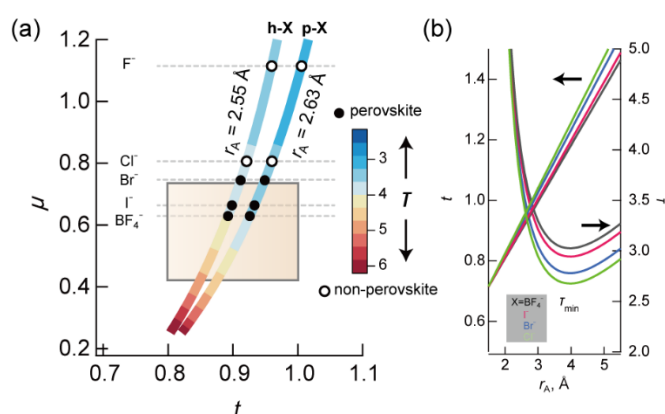 (a)
h-X p-X
1.2
1.0
0.8
0.6
0.4
0.2
μ
F⁻
Cl⁻
Br⁻
I⁻
BF₄⁻
r_A = 2.55 Å
r_A = 2.63 Å
perovskite
3
4
5
6
τ
non-perovskite
0.7 0.8 0.9 1.0 1.1
t
(b)
1.4
1.2
1.0
0.8
0.6
t
5.0
4.5
4.0
3.5
3.0
2.5
2.0
τ
X=BF₄⁻
I⁻
Br⁻
τ_min
2 3 4 5
r_A, Å